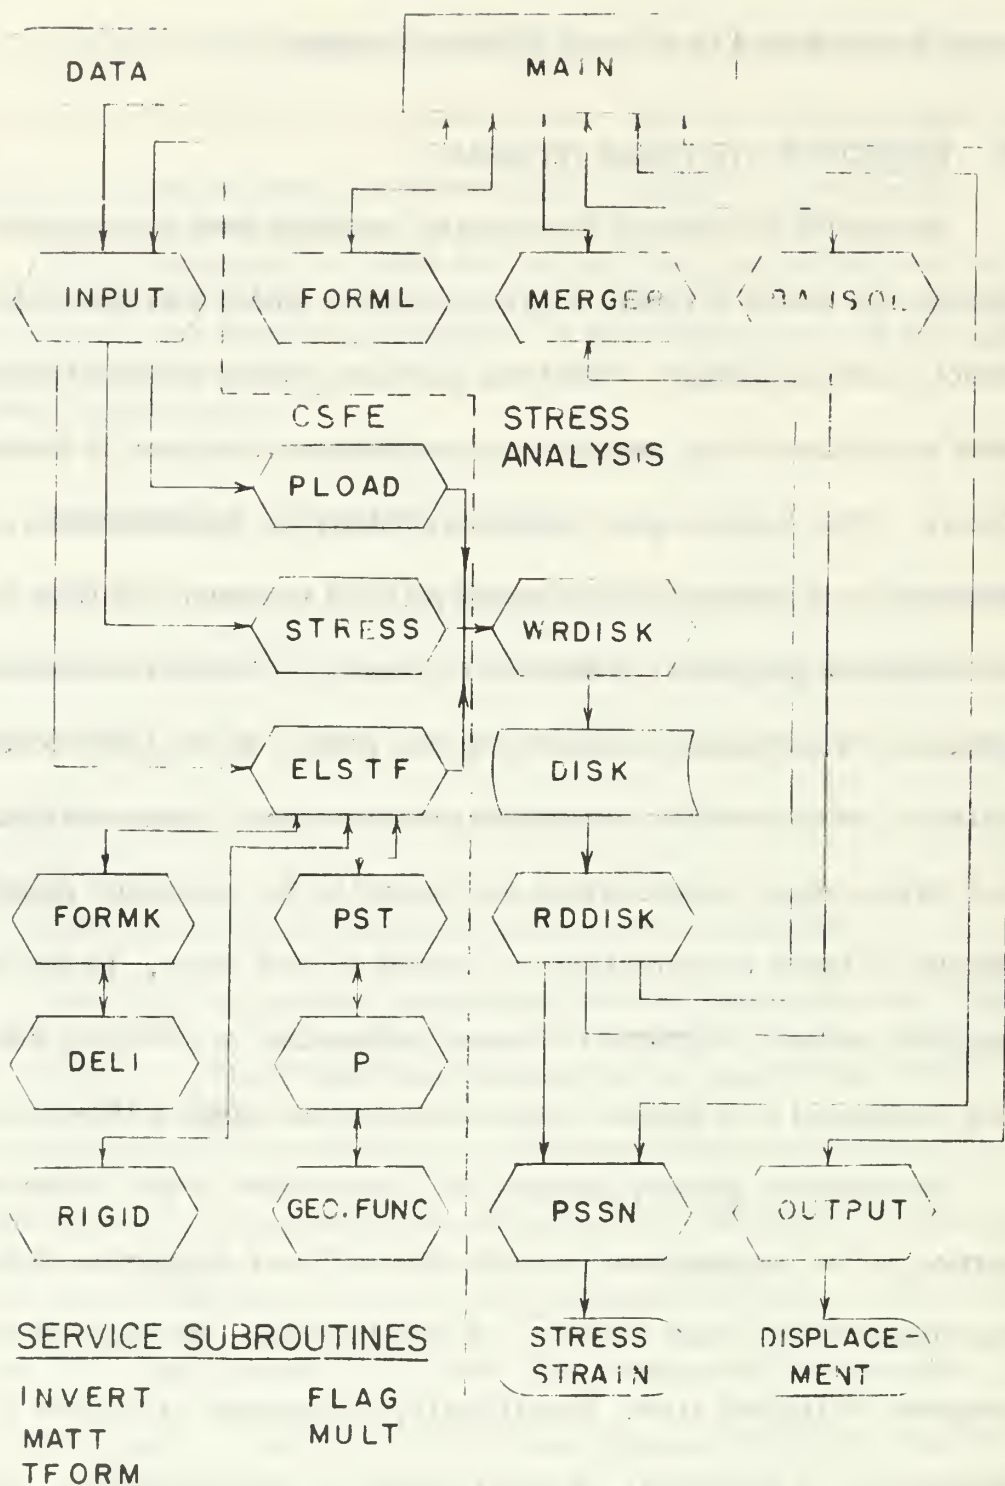 DATA
MAIN
INPUT
FORML
MERGER
CSFE
STRESS
ANALYSIS
PLOAD
STRESS
WRDISK
ELSTF
DISK
FORMK
PST
RDDISK
DEL1
P
RIGID
GEO.FUNC
PSSN
OUTPUT
STRESS
STRAIN
DISPLACE-
MENT
SERVICE SUBROUTINES
INVERT
FLAG
MATT
MULT
TFORM